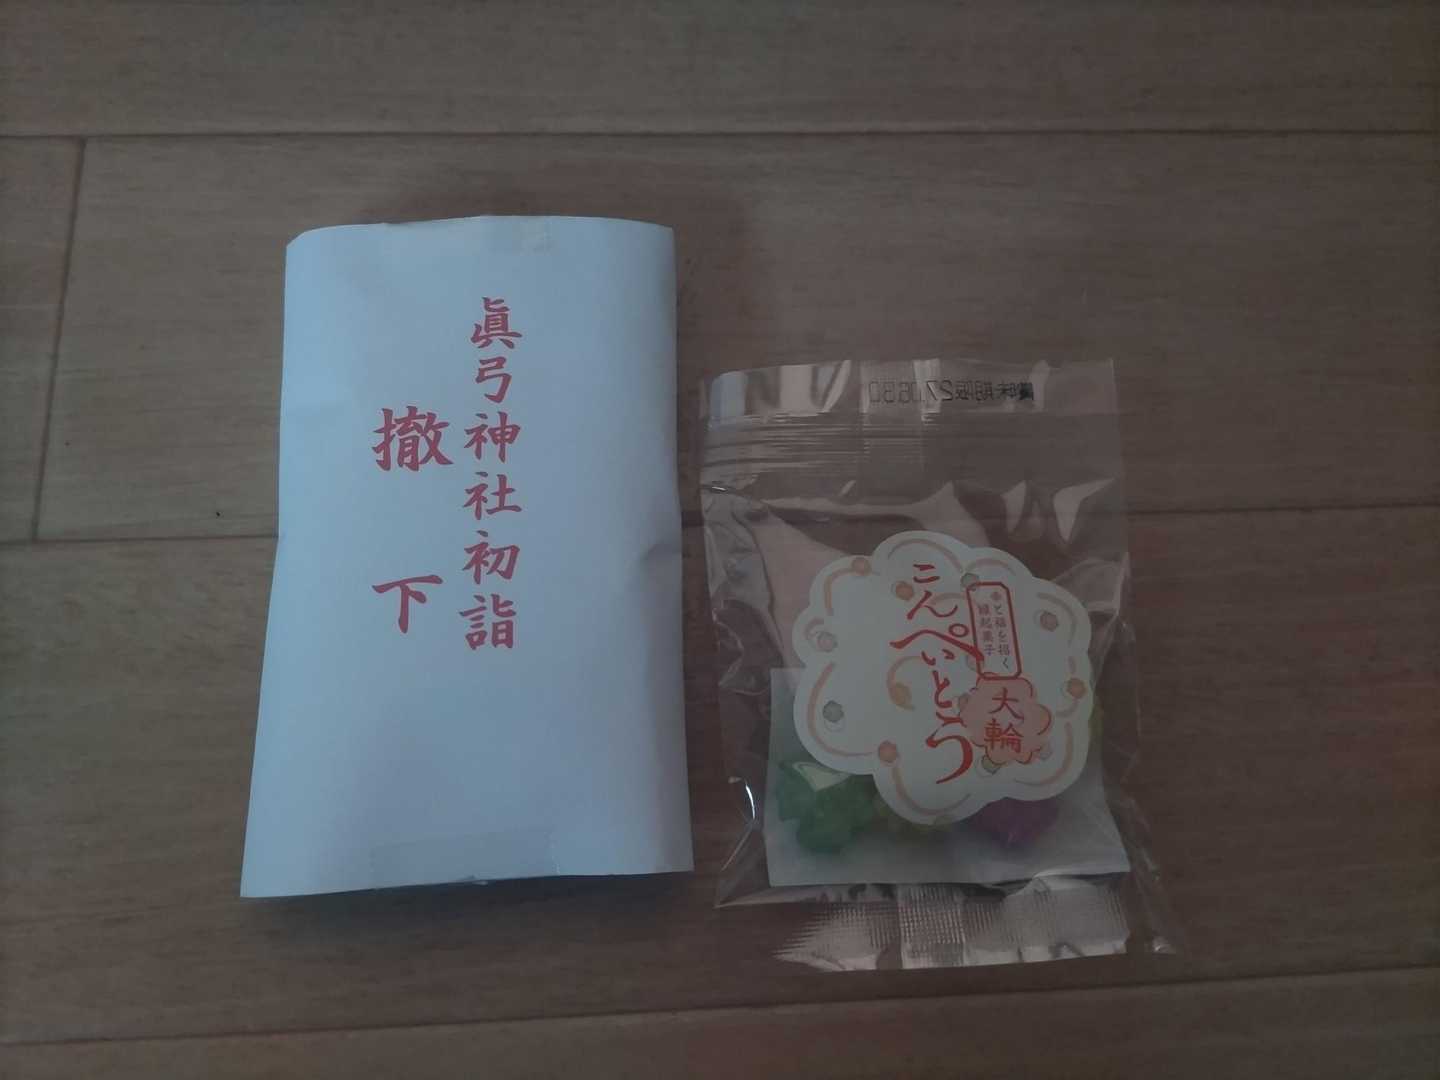 眞弓神社初詣
撤下
賞味期限27.06.30
幸と福を招く
縁起菓子
大輪
こんぺいとう